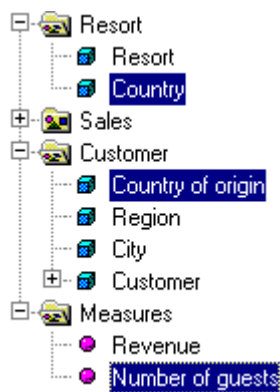 Resort
Resort
Country
Sales
Customer
Country of origin
Region
City
Customer
Measures
Revenue
Number of guests